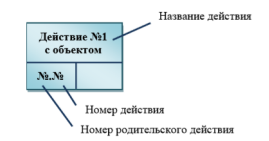 Название действия
Действие №1
с объектом
№.№
Номер действия
Номер родительского действия